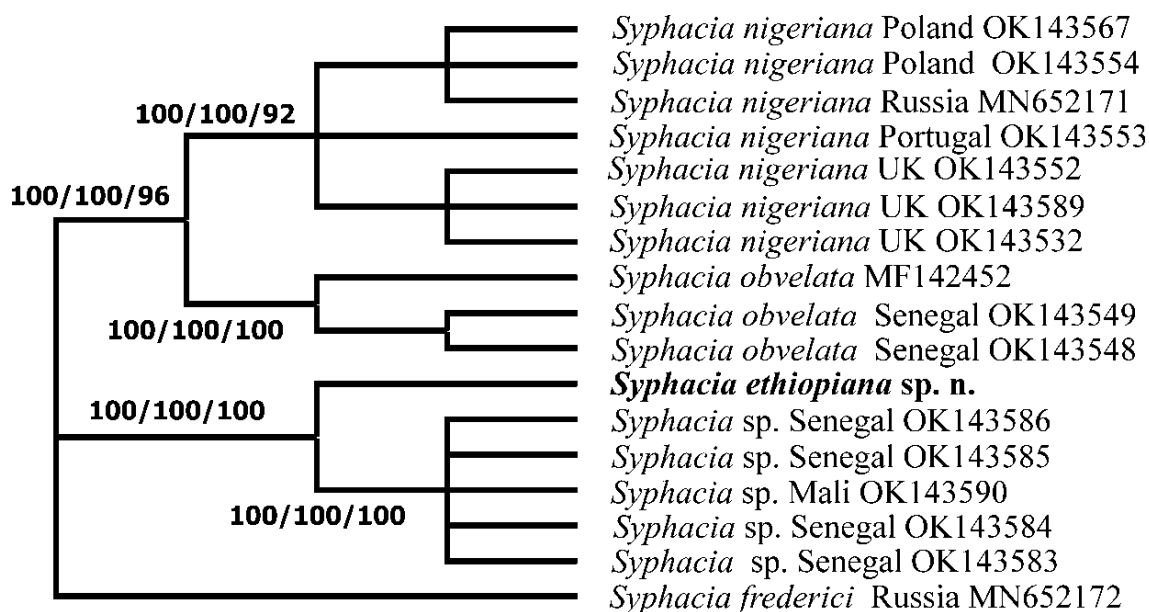 Syphacia nigeriana Poland OK143567
Syphacia nigeriana Poland OK143554
Syphacia nigeriana Russia MN652171
100/100/92
Syphacia nigeriana Portugal OK143553
Syphacia nigeriana UK OK143552
100/100/96
Syphacia nigeriana UK OK143589
Syphacia nigeriana UK OK143532
Syphacia obvelata MF142452
Syphacia obvelata Senegal OK143549
100/100/100
Syphacia obvelata Senegal OK143548
Syphacia ethiopiana sp. n.
100/100/100
Syphacia sp. Senegal OK143586
Syphacia sp. Senegal OK143585
Syphacia sp. Mali OK143590
100/100/100
Syphacia sp. Senegal OK143584
Syphacia sp. Senegal OK143583
Syphacia frederici Russia MN652172